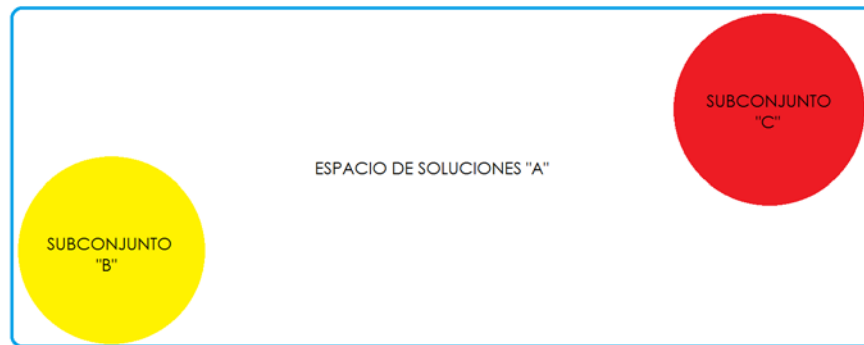 SUBCONJUNTO
"C"
ESPACIO DE SOLUCIONES "A"
SUBCONJUNTO
"B"